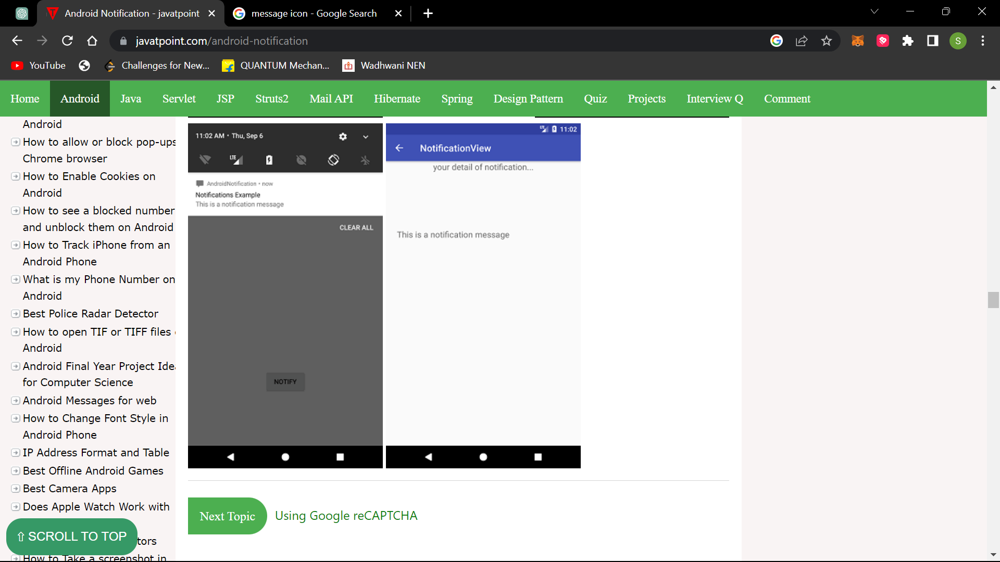 Android Notification - javatpoint
message icon - Google Search
javatpoint.com/android-notification
S
YouTube
Challenges for New...
QUANTUM Mechan...
Wadhwani NEN
Home Android Java Servlet JSP Struts2 Mail API Hibernate Spring Design Pattern Quiz Projects Interview Q Comment
Android
How to allow or block pop-ups
Chrome browser
How to Enable Cookies on
Android
How to see a blocked number
and unblock them on Android
How to Track iPhone from an
Android Phone
What is my Phone Number on
Android
Best Police Radar Detector
How to open TIF or TIFF files
Android
Android Final Year Project
for Computer Science
Android Messages for web
How to Change Font Style in
Android Phone
IP Address Format and Table
Best Offline Android Games
Best Camera Apps
Does Apple Watch Work with
⇧ SCROLL TO TOP
How to Take a screenshot in
11:02 AM • Thu, Sep 6
LTE
AndroidNotification • now
Notifications Example
This is a notification message
CLEAR ALL
NOTIFY
LTE 11:02
NotificationView
your detail of notification...
This is a notification message
Next Topic
Using Google reCAPTCHA